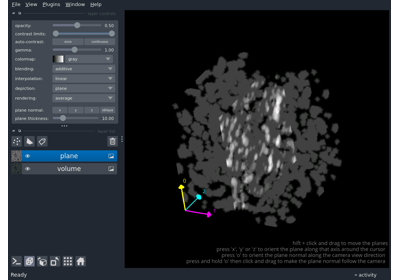 File View Plugins Window Help
opacity: 0.50
contrast limits:
auto-contrast: once continuous
gamma: 1.00
colormap: gray
blending: additive
interpolation: linear
depiction: plane
rendering: average
plane normal: x y z oblique
plane thickness: 10.00
plane
volume
0
shift + click and drag to move the planes
press 'x', 'y' or 'z' to orient the plane along that axis around the cursor
press 'o' to orient the plane normal along the camera view direction
press and hold 'o' then click and drag to make the plane normal follow the camera
Ready
activity